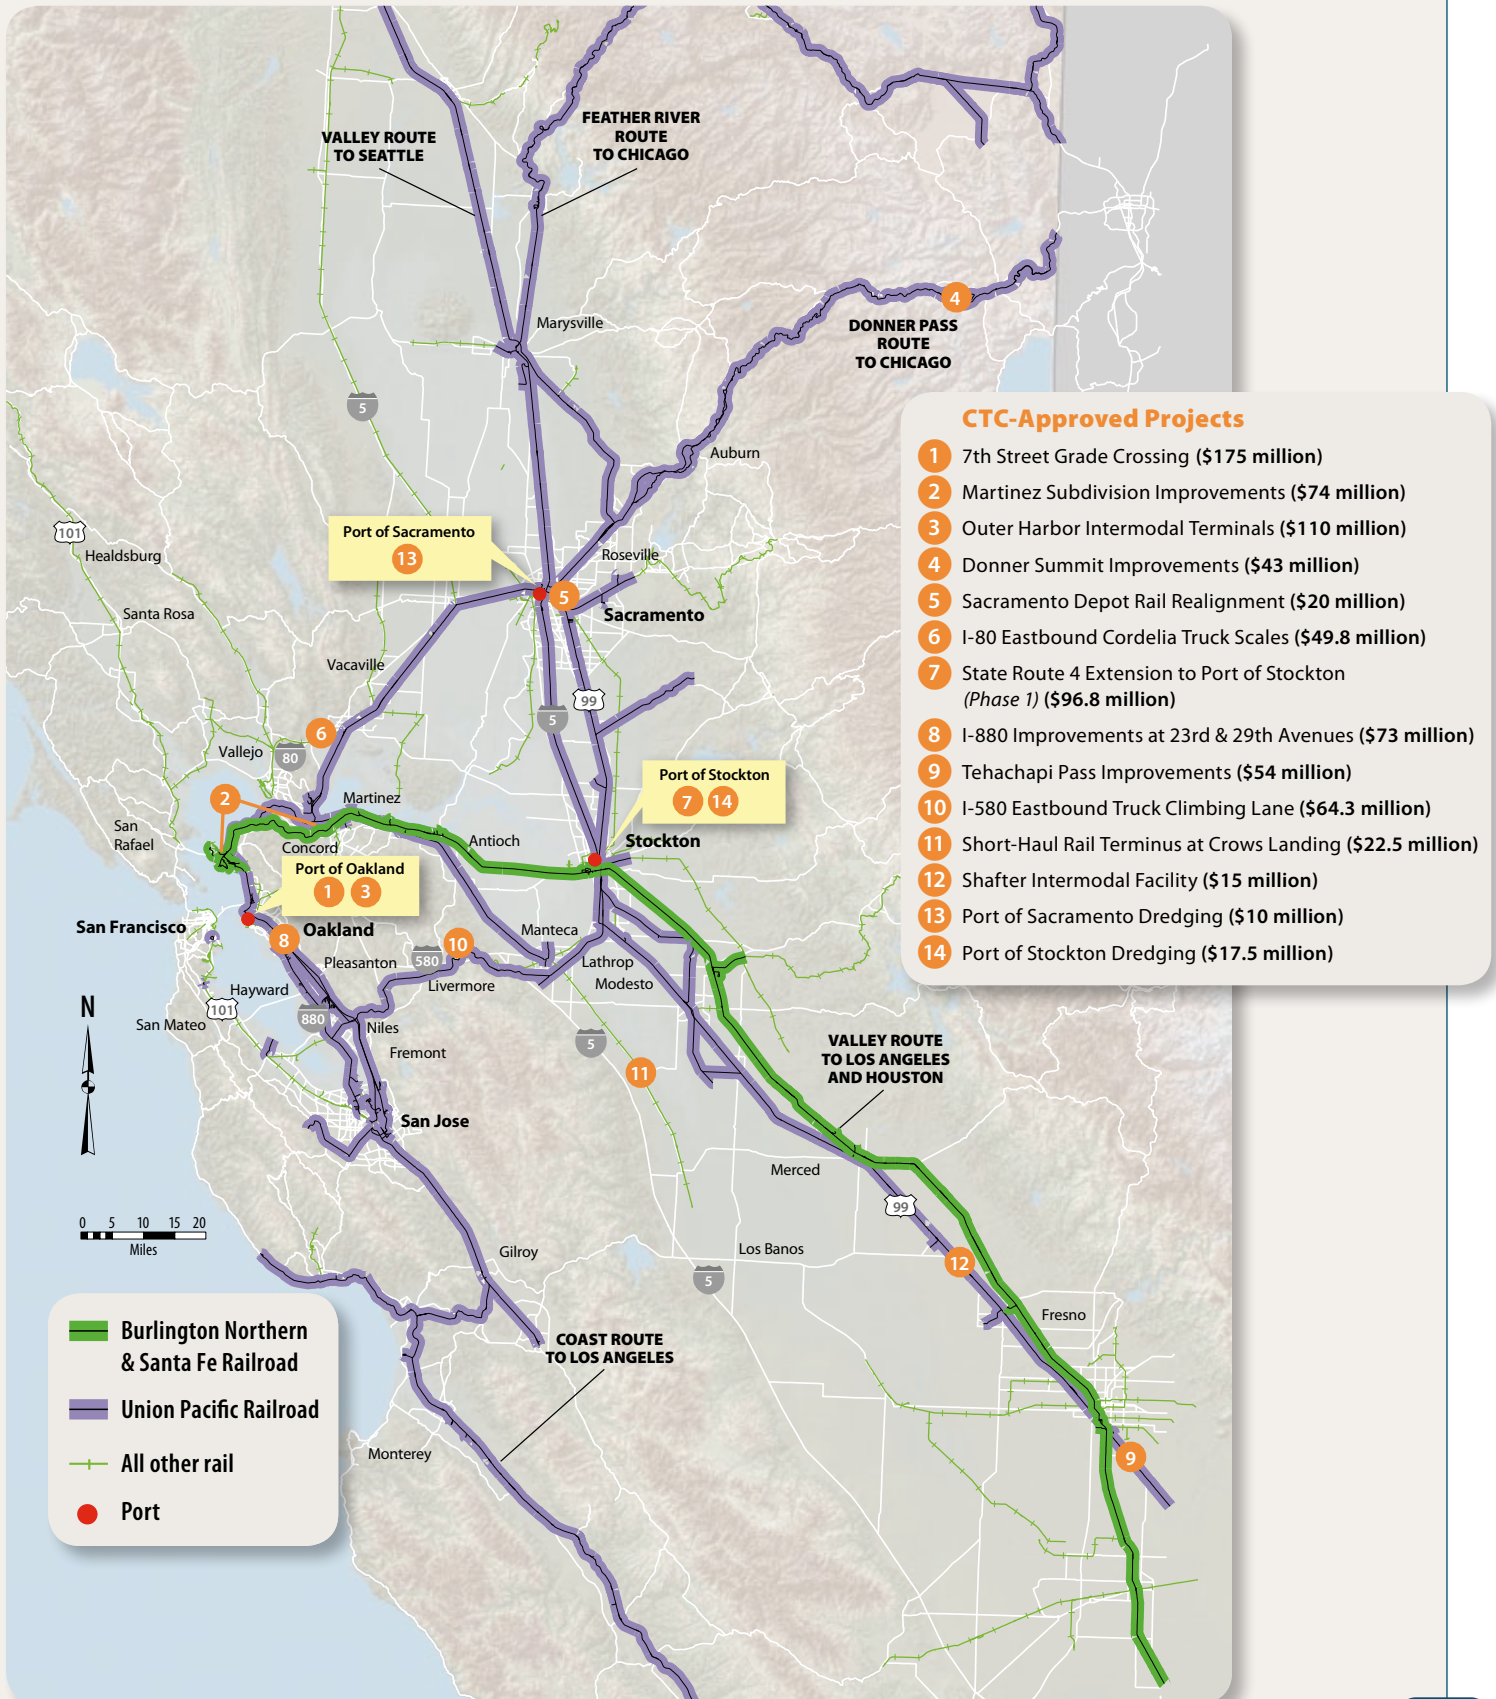 VALLEY ROUTE
TO SEATTLE
FEATHER RIVER
ROUTE
TO CHICAGO
Marysville
4
DONNER PASS
ROUTE
TO CHICAGO
5
Auburn
101
Healdsburg
Port of Sacramento
13
Roseville
5
Sacramento
Santa Rosa
Vacaville
99
5
6
Vallejo
80
Port of Stockton
7 14
2
Martinez
San
Rafael
Concord
Antioch
Stockton
Port of Oakland
1 3
San Francisco
8
Oakland
10
Manteca
Pleasanton
580
Lathrop
Livermore
Modesto
Hayward
101
San Mateo
880
Niles
Fremont
5
11
VALLEY ROUTE
TO LOS ANGELES
AND HOUSTON
San Jose
Merced
99
Gilroy
Los Banos
5
12
Fresno
COAST ROUTE
TO LOS ANGELES
Monterey
9
N
0 5 10 15 20
Miles
CTC-Approved Projects
1 7th Street Grade Crossing ($175 million)
2 Martinez Subdivision Improvements ($74 million)
3 Outer Harbor Intermodal Terminals ($110 million)
4 Donner Summit Improvements ($43 million)
5 Sacramento Depot Rail Realignment ($20 million)
6 I-80 Eastbound Cordelia Truck Scales ($49.8 million)
7 State Route 4 Extension to Port of Stockton
(Phase 1) ($96.8 million)
8 I-880 Improvements at 23rd & 29th Avenues ($73 million)
9 Tehachapi Pass Improvements ($54 million)
10 I-580 Eastbound Truck Climbing Lane ($64.3 million)
11 Short-Haul Rail Terminus at Crows Landing ($22.5 million)
12 Shafter Intermodal Facility ($15 million)
13 Port of Sacramento Dredging ($10 million)
14 Port of Stockton Dredging ($17.5 million)
Burlington Northern
& Santa Fe Railroad
Union Pacific Railroad
All other rail
Port